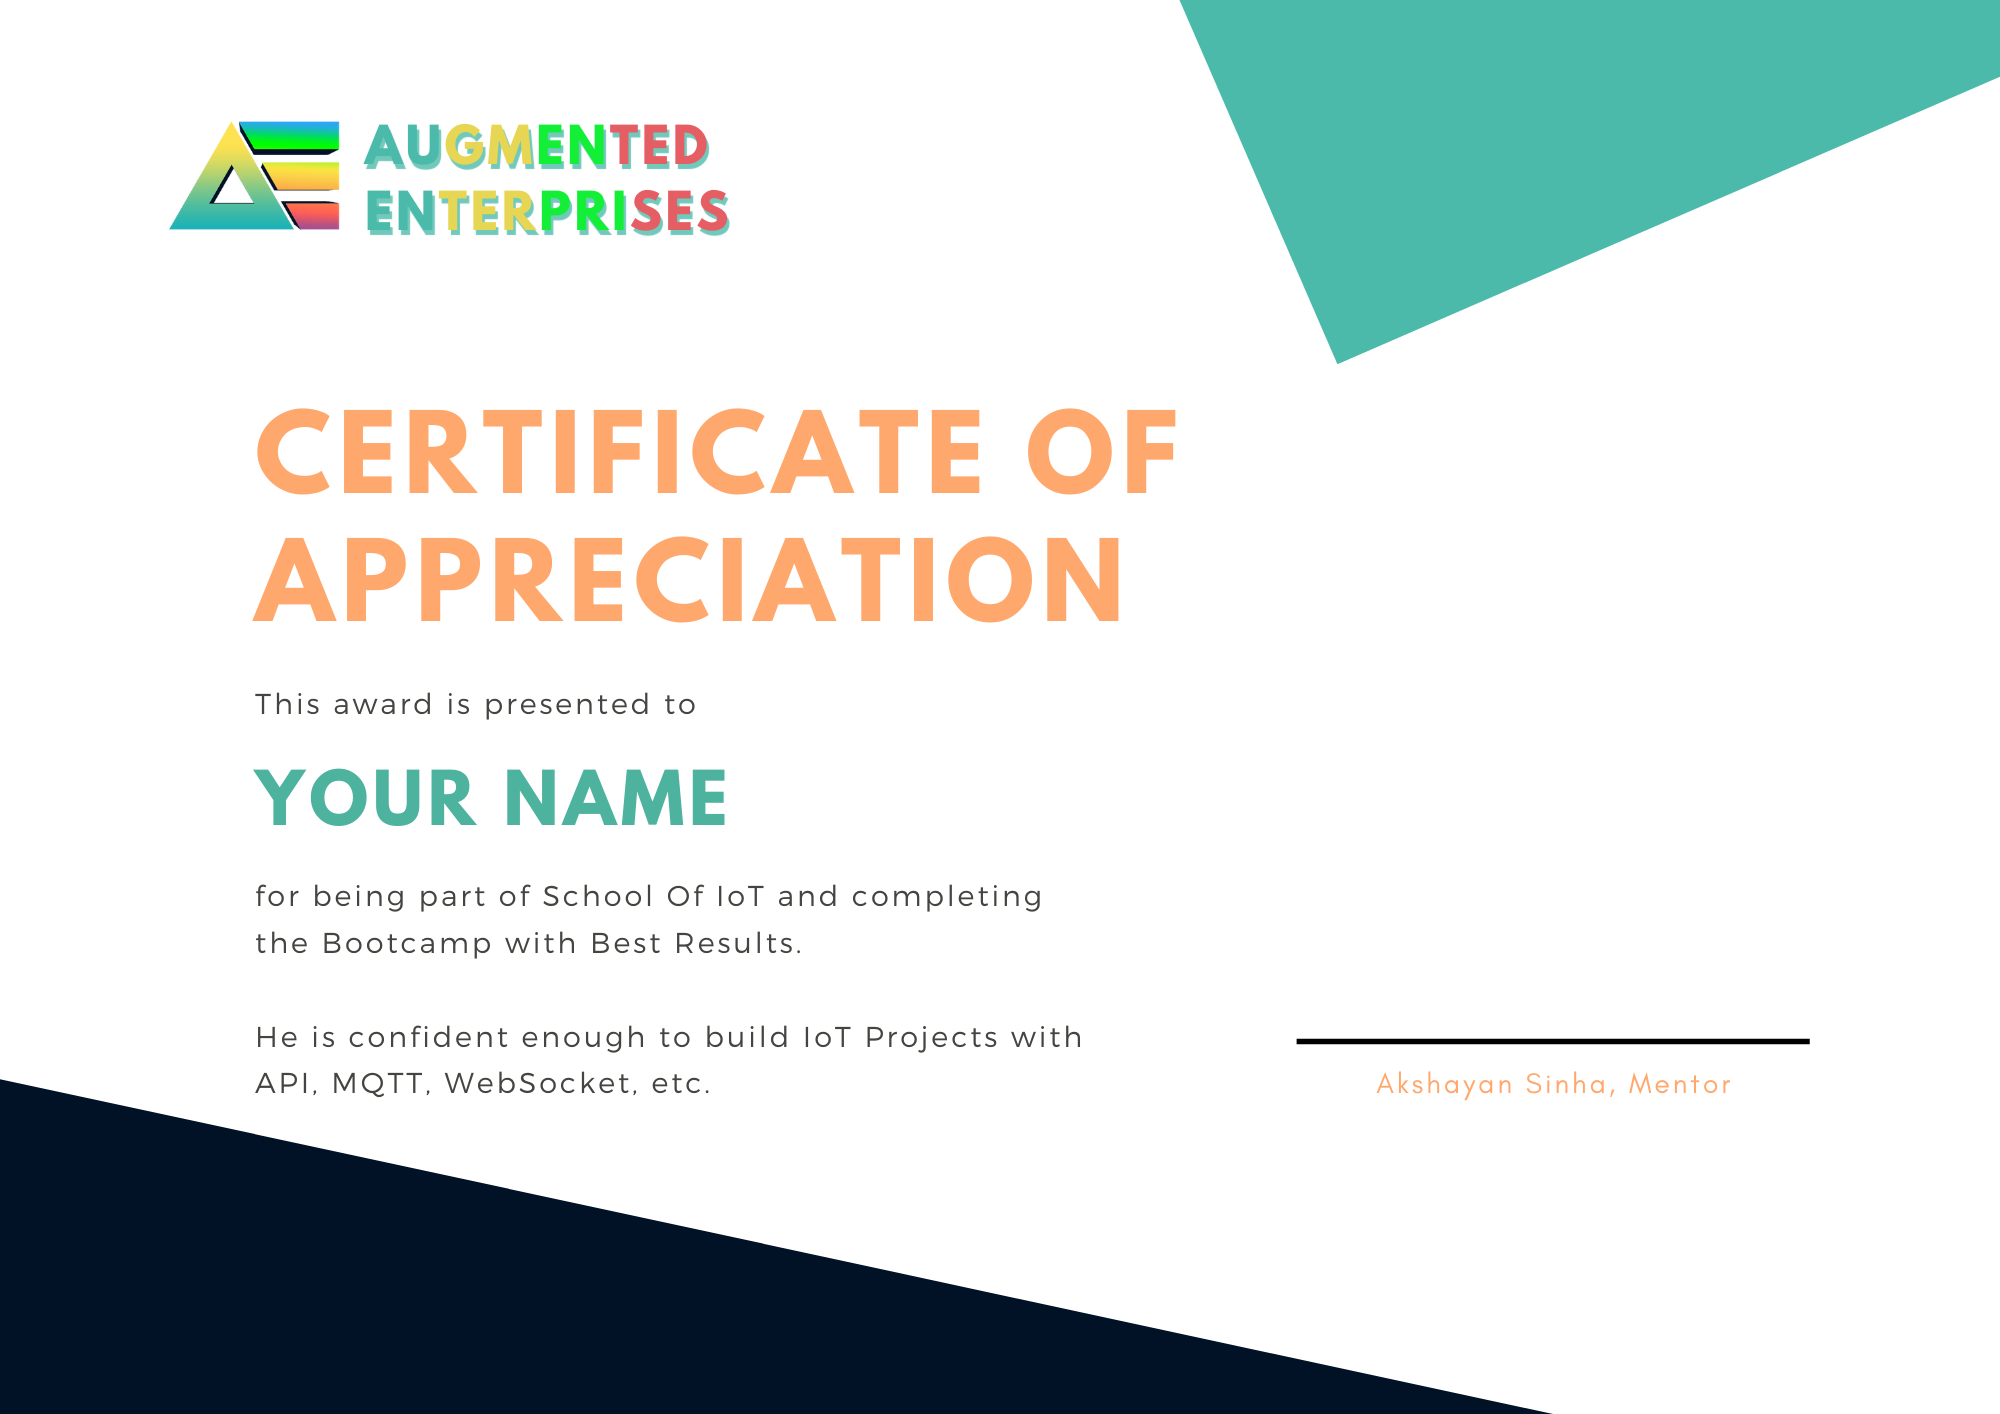 AUGMENTED
ENTERPRISES
CERTIFICATE OF
APPRECIATION
This award is presented to
YOUR NAME
for being part of School Of IoT and completing
the Bootcamp with Best Results.
He is confident enough to build IoT Projects with
API, MQTT, WebSocket, etc.
Akshayan Sinha, Mentor